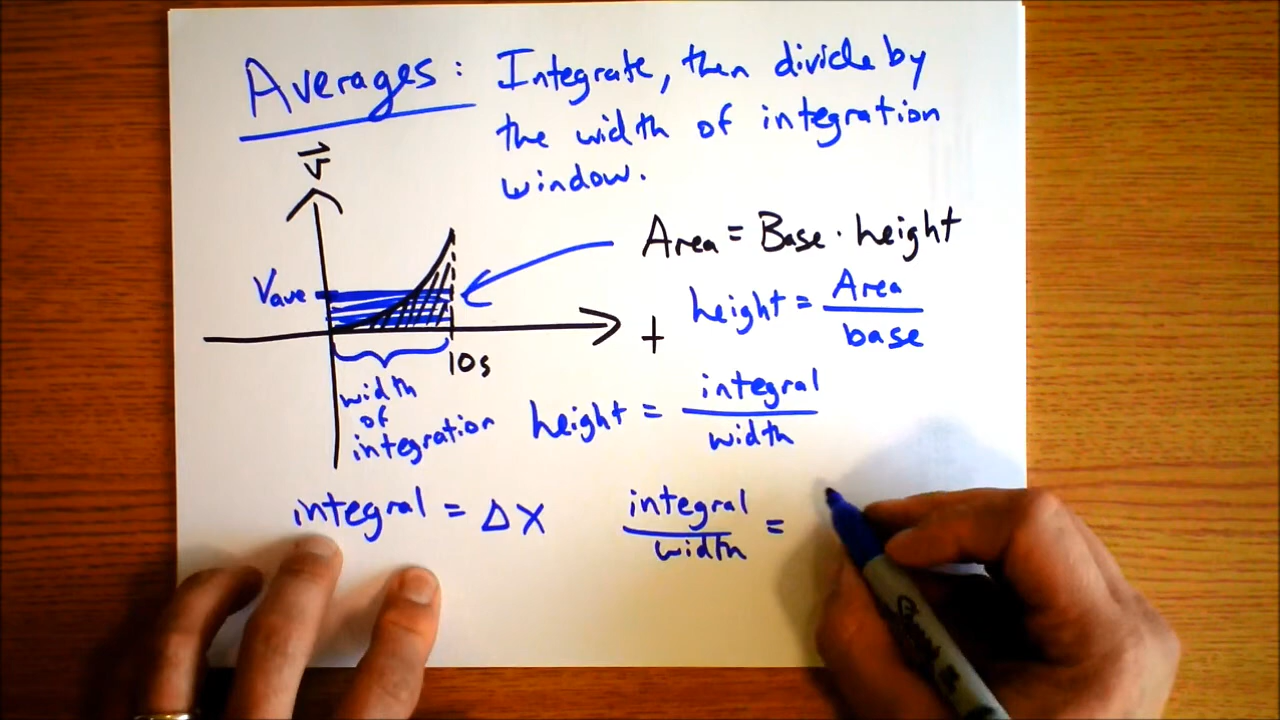 Averages: Integrate, then divide by
the width of integration
window.
v
Area = Base · height
Vave
height = Area
base
t
10s
width
of
integration
height = integral
width
integral = Δx
integral
width =